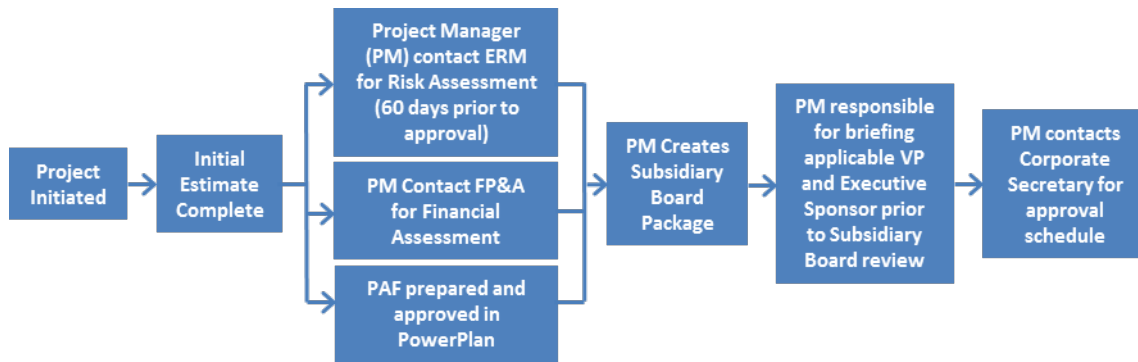 Project
Initiated
Initial
Estimate
Complete
Project Manager
(PM) contact ERM
for Risk Assessment
(60 days prior to
approval)
PM Contact FP&A
for Financial
Assessment
PAF prepared and
approved in
PowerPlan
PM Creates
Subsidiary
Board
Package
PM responsible
for briefing
applicable VP
and Executive
Sponsor prior
to Subsidiary
Board review
PM contacts
Corporate
Secretary for
approval
schedule